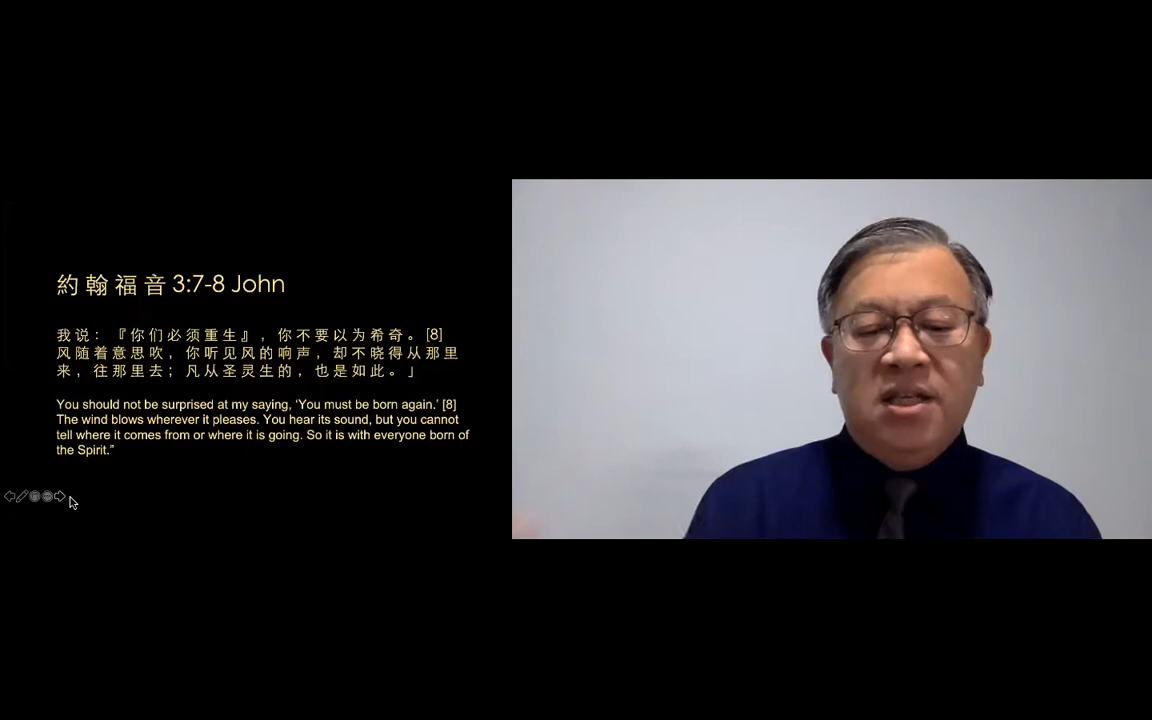 約翰福音 3:7-8 John
我说：『你们必须重生』，你不要以为希奇。[8]
风随着意思吹，你听见风的响声，却不晓得从那里
来，往那里去；凡从圣灵生的，也是如此。」
You should not be surprised at my saying, ‘You must be born again.’ [8]
The wind blows wherever it pleases. You hear its sound, but you cannot
tell where it comes from or where it is going. So it is with everyone born of
the Spirit.”